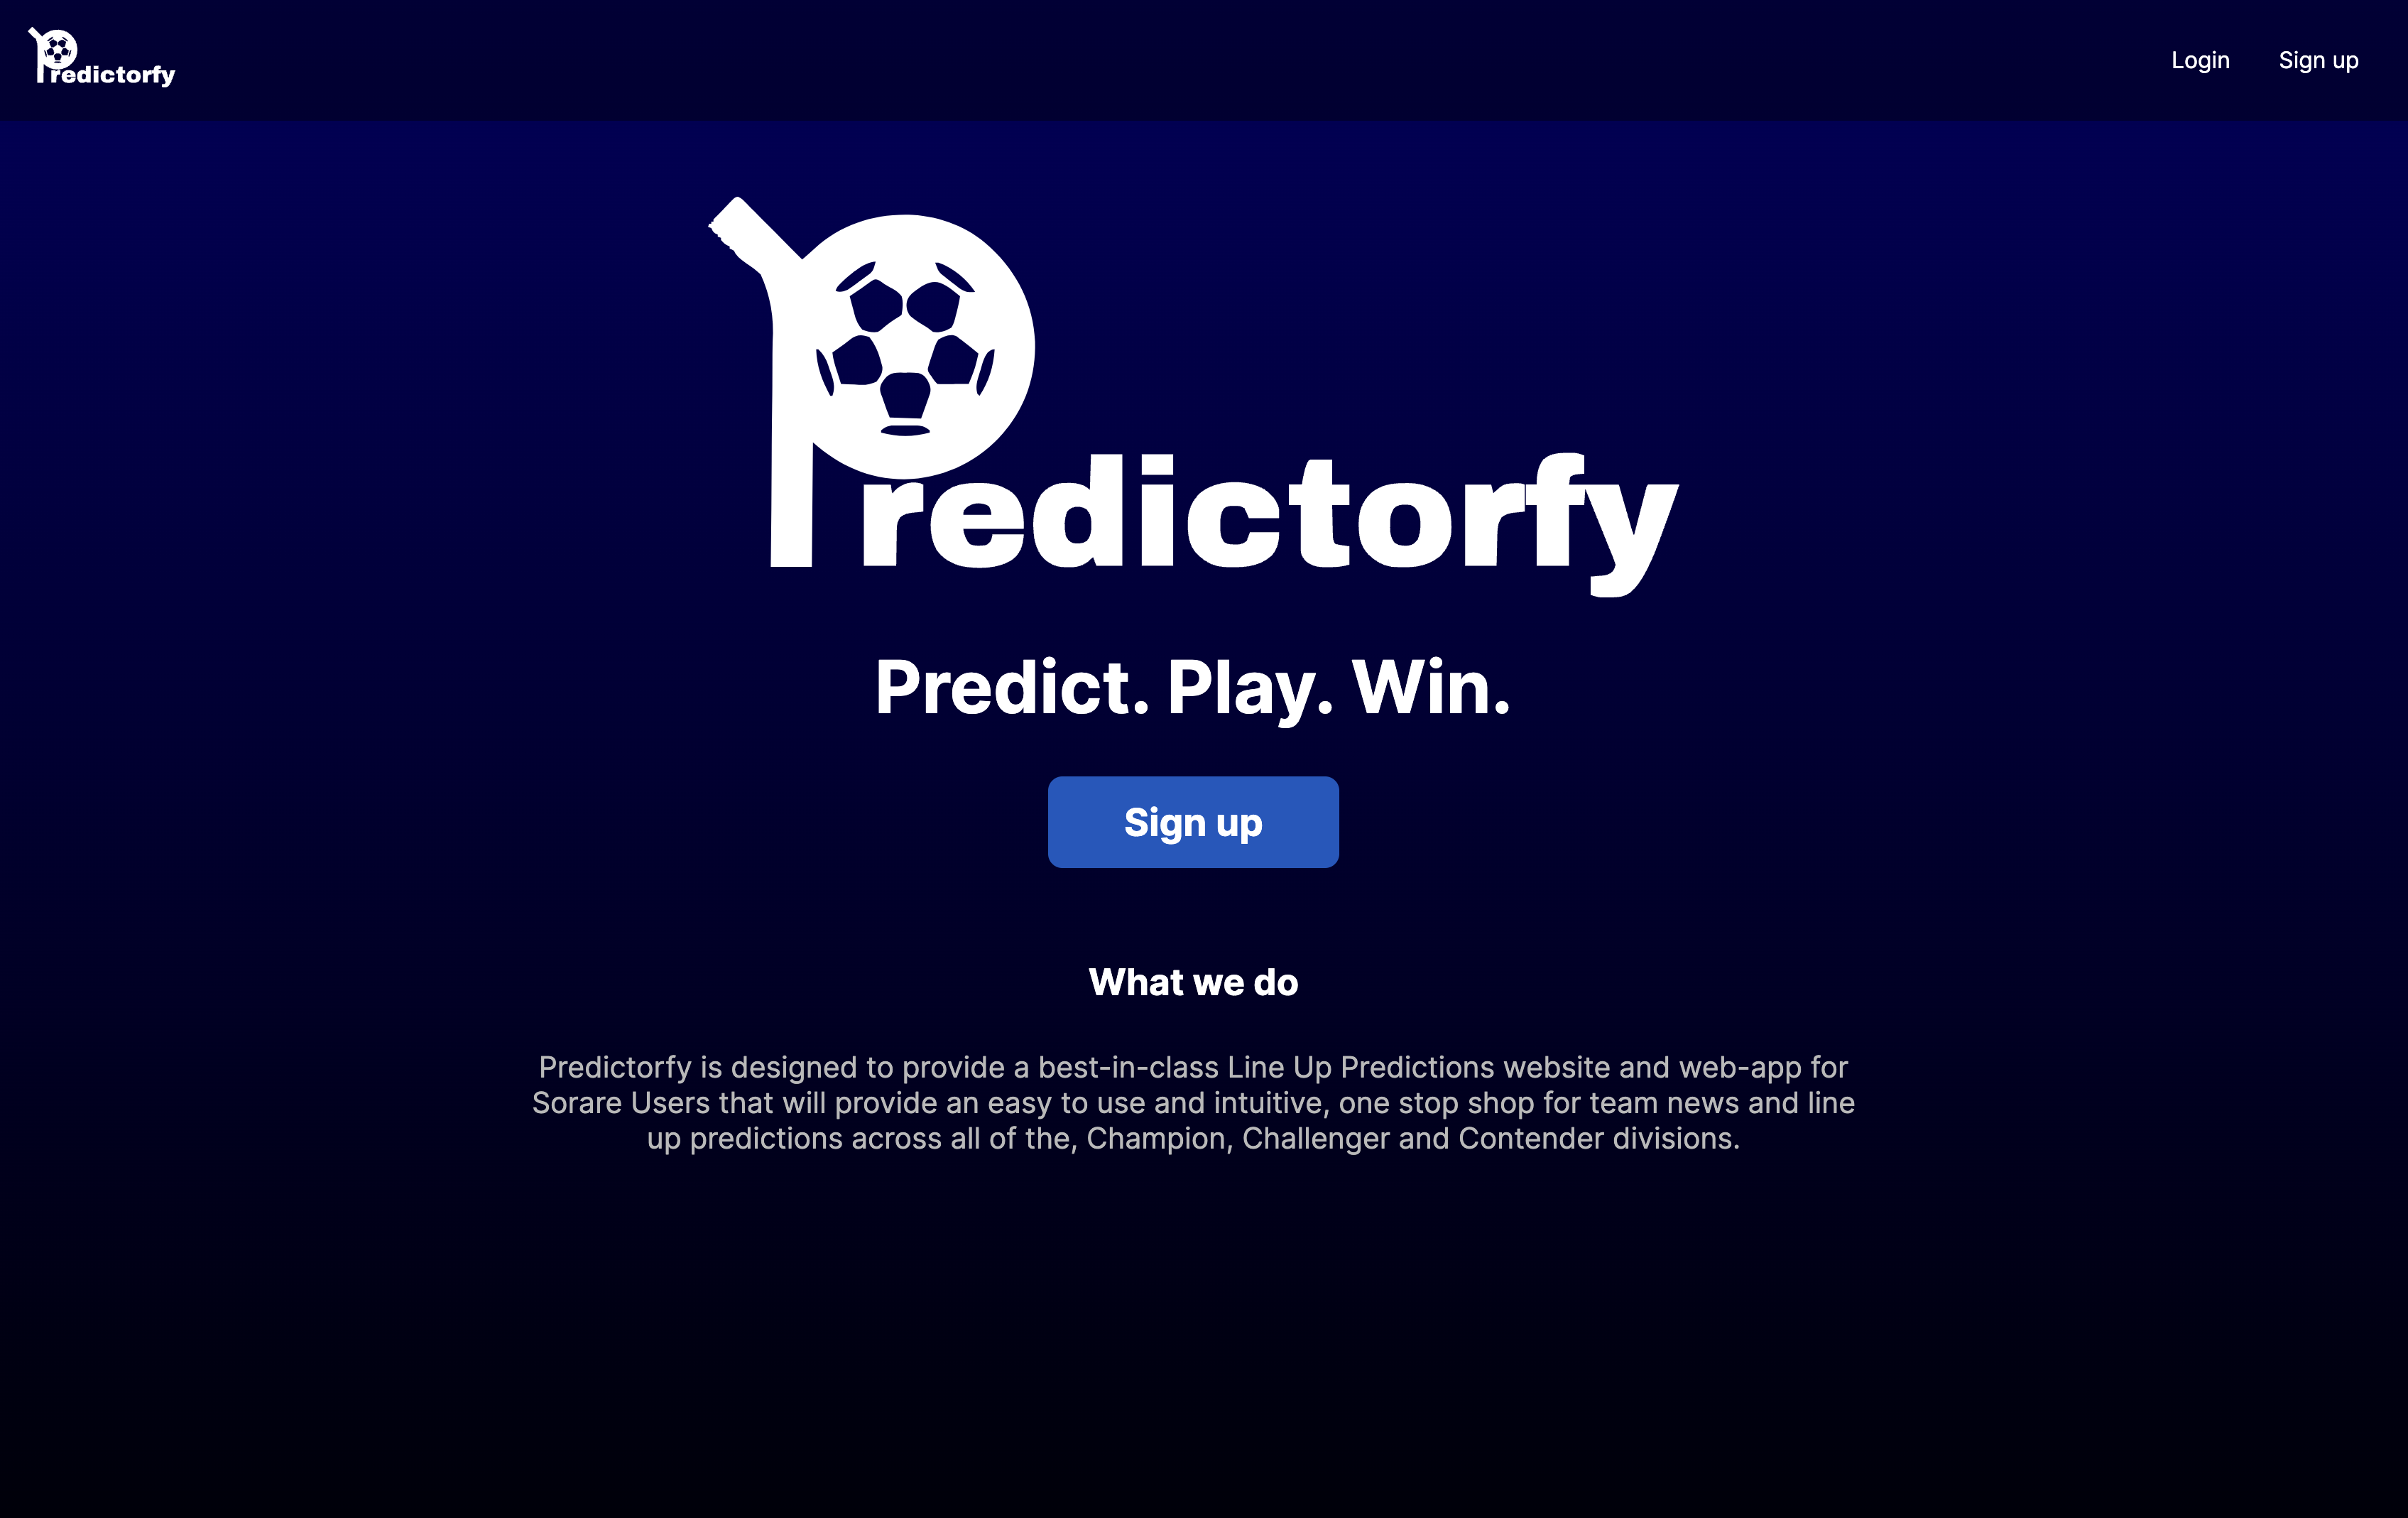 Predictorfy
Login
Sign up
Predictorfy
Predict. Play. Win.
Sign up
What we do
Predictorfy is designed to provide a best-in-class Line Up Predictions website and web-app for
Sorare Users that will provide an easy to use and intuitive, one stop shop for team news and line
up predictions across all of the, Champion, Challenger and Contender divisions.